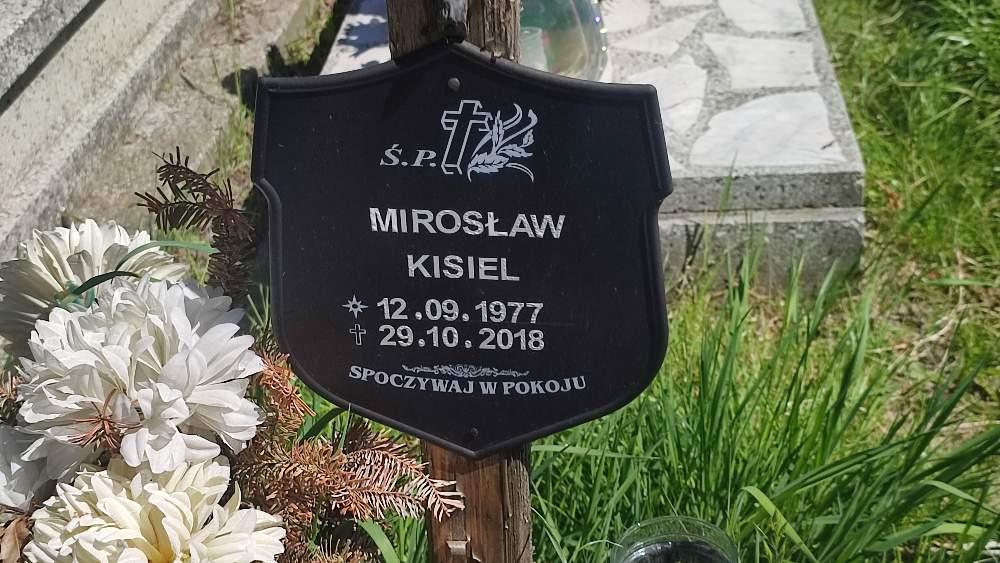 Ś.P.
MIROSŁAW
KISIEL
12.09.1977
29.10.2018
SPOCZYWAJ W POKOJU